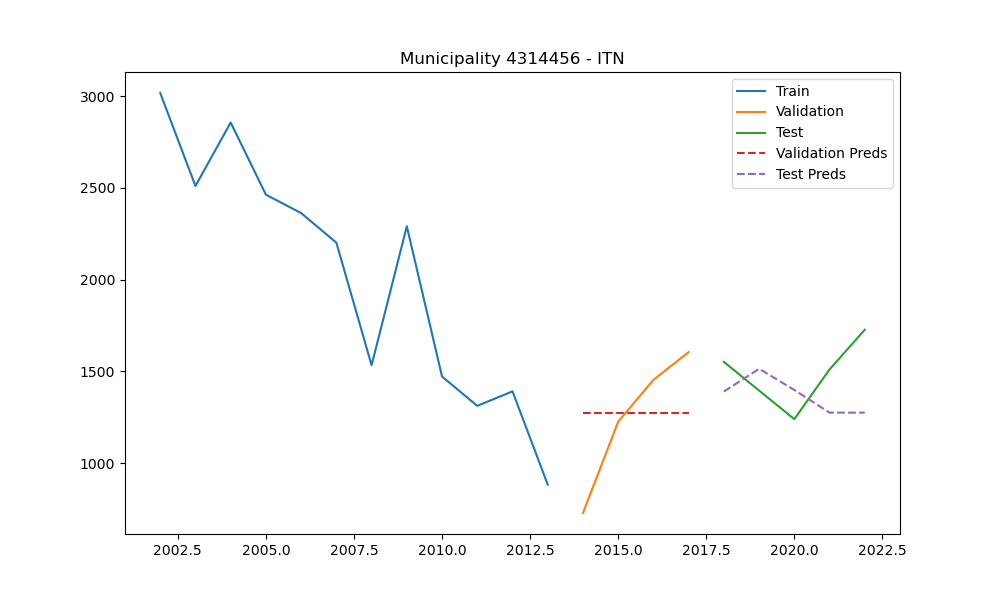 Municipality 4314456 - ITN
Train
Validation
Test
Validation Preds
Test Preds
3000
2500
2000
1500
1000
2002.5 2005.0 2007.5 2010.0 2012.5 2015.0 2017.5 2020.0 2022.5